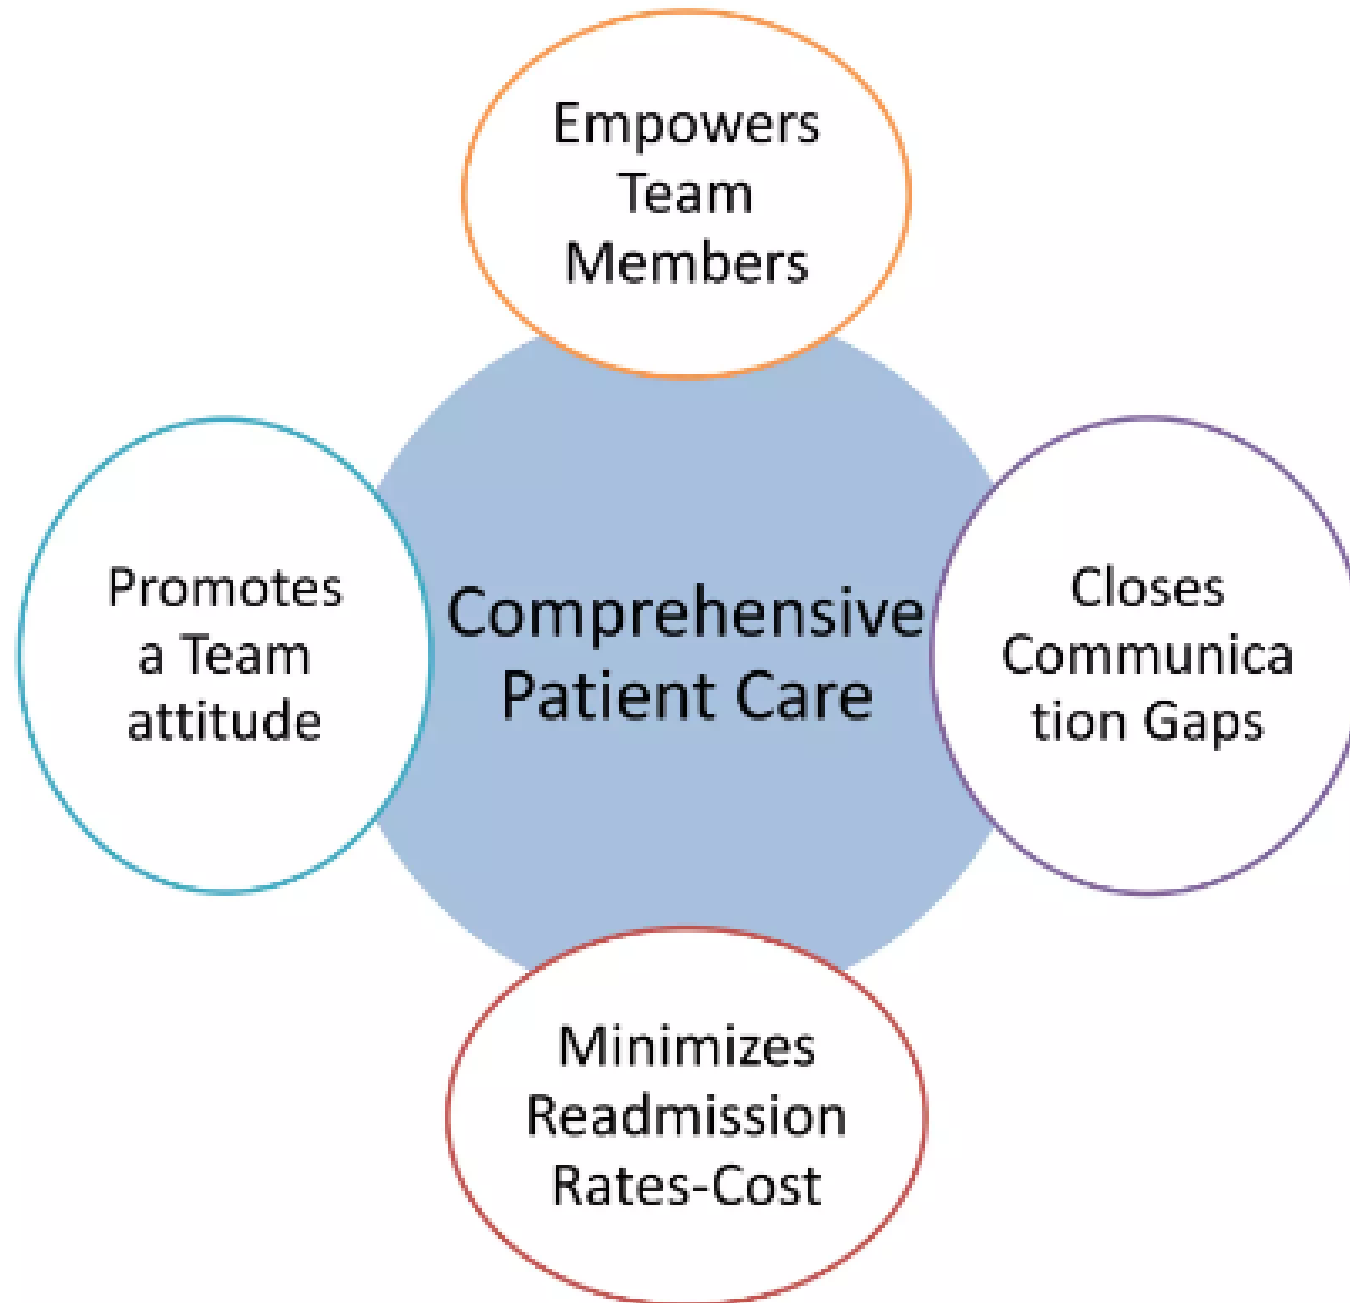 Empowers
Team
Members
Promotes
a Team
attitude
Comprehensive
Patient Care
Closes
Communica
tion Gaps
Minimizes
Readmission
Rates-Cost